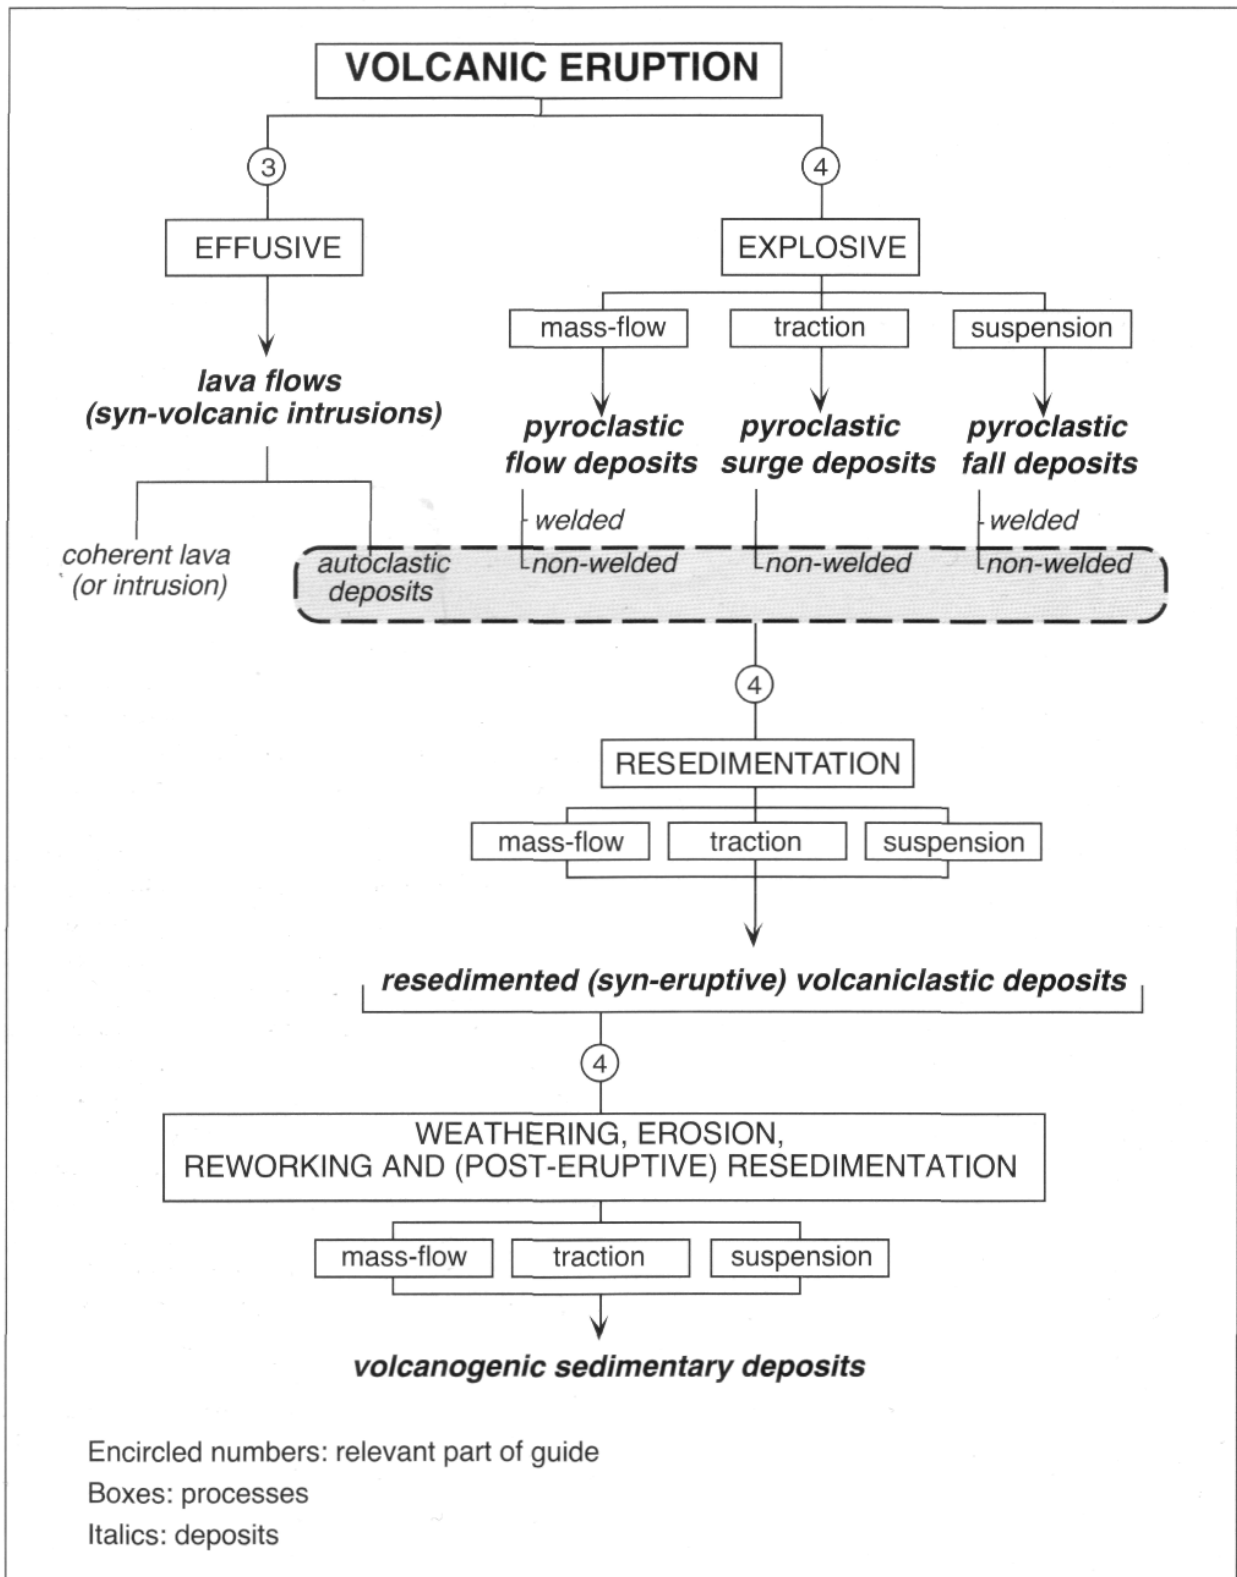 VOLCANIC ERUPTION
3
4
EFFUSIVE
EXPLOSIVE
mass-flow
traction
suspension
lava flows
(syn-volcanic intrusions)
pyroclastic
flow deposits
pyroclastic
surge deposits
pyroclastic
fall deposits
welded
welded
coherent lava
(or intrusion)
autoclastic
deposits
non-welded
non-welded
non-welded
4
RESEDIMENTATION
mass-flow
traction
suspension
resedimented (syn-eruptive) volcaniclastic deposits
4
WEATHERING, EROSION,
REWORKING AND (POST-ERUPTIVE) RESEDIMENTATION
mass-flow
traction
suspension
volcanogenic sedimentary deposits
Encircled numbers: relevant part of guide
Boxes: processes
Italics: deposits